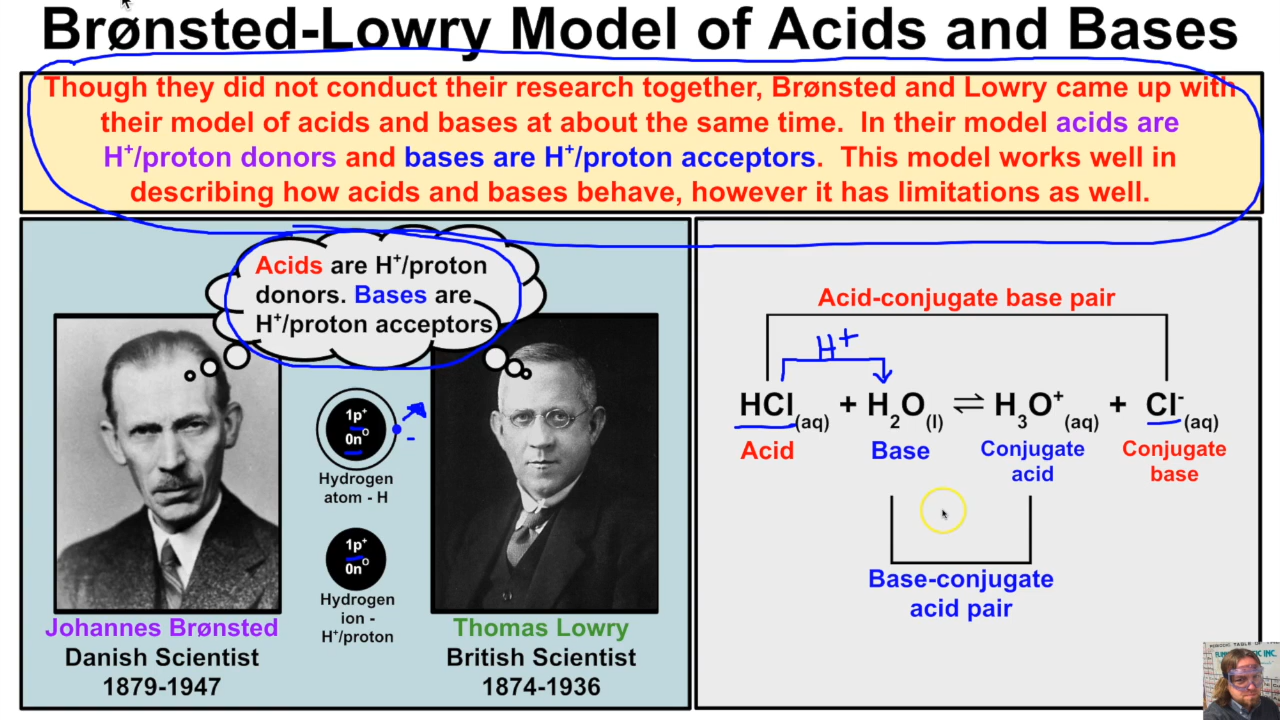 Brønsted-Lowry Model of Acids and Bases
Though they did not conduct their research together, Brønsted and Lowry came up with
their model of acids and bases at about the same time. In their model acids are
H⁺/proton donors and bases are H⁺/proton acceptors. This model works well in
describing how acids and bases behave, however it has limitations as well.
Acids are H⁺/proton
donors. Bases are
H⁺/proton acceptors
1p⁺
0n⁰
-
Hydrogen
atom - H
1p⁺
0n⁰
Hydrogen
ion -
H⁺/proton
Johannes Brønsted
Danish Scientist
1879-1947
Thomas Lowry
British Scientist
1874-1936
Acid-conjugate base pair
H+
HCl(aq) + H₂O(l) ⇌ H₃O⁺(aq) + Cl⁻(aq)
Acid Base Conjugate acid Conjugate base
Base-conjugate
acid pair